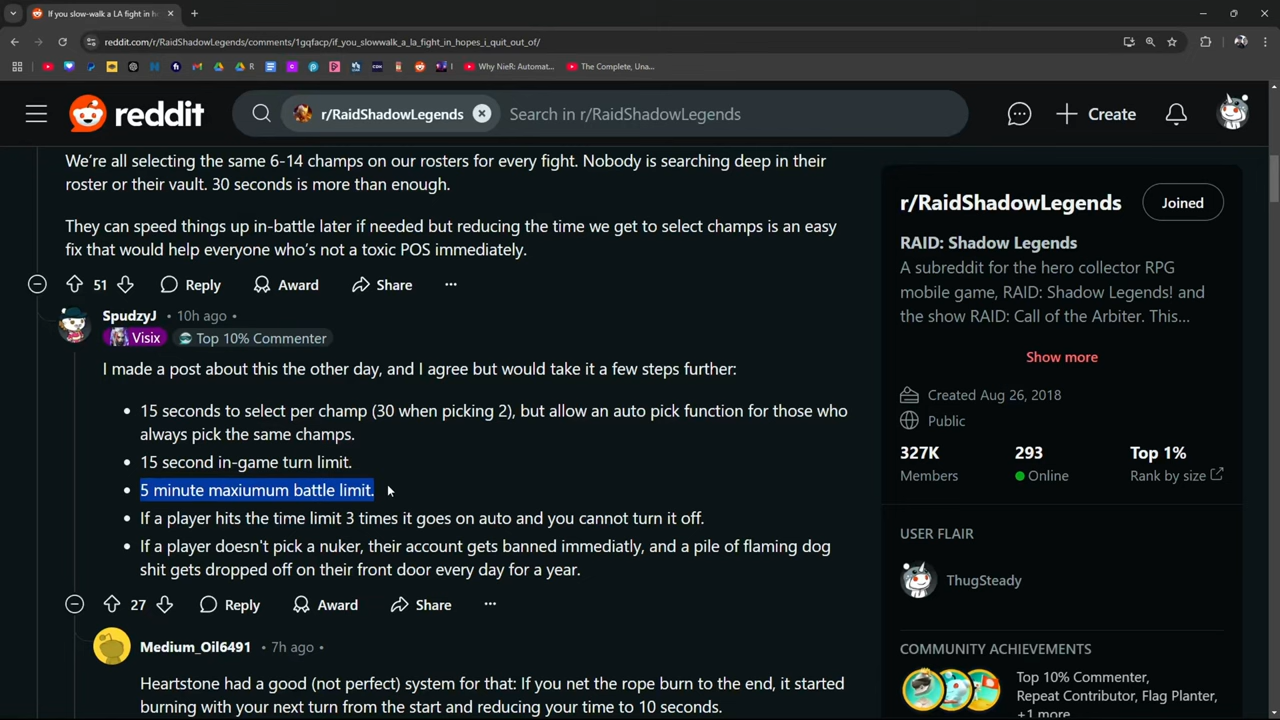 If you slow-walk a LA fight in h
reddit.com/r/RaidShadowLegends/comments/1gqfacp/if_you_slowwalk_a_la_fight_in_hopes_i_quit_out_of/
Why NieR: Automat...
The Complete, Una...
reddit
r/RaidShadowLegends
Search in r/RaidShadowLegends
Create
We're all selecting the same 6-14 champs on our rosters for every fight. Nobody is searching deep in their
roster or their vault. 30 seconds is more than enough.
They can speed things up in-battle later if needed but reducing the time we get to select champs is an easy
fix that would help everyone who's not a toxic POS immediately.
51 Reply Award Share
SpudzyJ • 10h ago •
Visix Top 10% Commenter
I made a post about this the other day, and I agree but would take it a few steps further:
• 15 seconds to select per champ (30 when picking 2), but allow an auto pick function for those who
always pick the same champs.
• 15 second in-game turn limit.
• 5 minute maxiumum battle limit.
• If a player hits the time limit 3 times it goes on auto and you cannot turn it off.
• If a player doesn't pick a nuker, their account gets banned immediatly, and a pile of flaming dog
shit gets dropped off on their front door every day for a year.
27 Reply Award Share
Medium_Oil6491 • 7h ago •
Heartstone had a good (not perfect) system for that: If you net the rope burn to the end, it started
burning with your next turn from the start and reducing your time to 10 seconds.
r/RaidShadowLegends
Joined
RAID: Shadow Legends
A subreddit for the hero collector RPG
mobile game, RAID: Shadow Legends! and
the show RAID: Call of the Arbiter. This...
Show more
Created Aug 26, 2018
Public
327K 293 Top 1%
Members Online Rank by size
USER FLAIR
ThugSteady
COMMUNITY ACHIEVEMENTS
Top 10% Commenter,
Repeat Contributor, Flag Planter,
+1 more